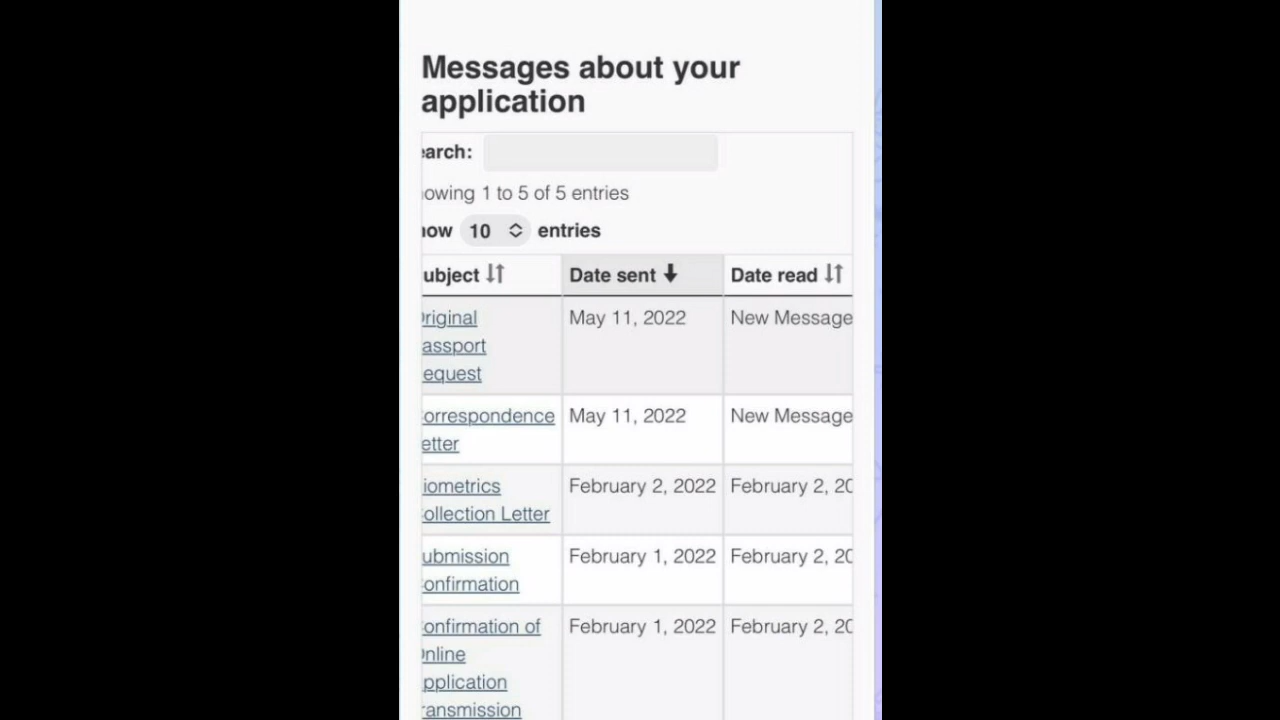 Messages about your
application
earch:
owing 1 to 5 of 5 entries
ow 10 entries
ubject Date sent Date read
riginal May 11, 2022 New Message
assport
equest
orrespondence May 11, 2022 New Message
etter
iometrics February 2, 2022 February 2, 20
ollection Letter
ubmission February 1, 2022 February 2, 20
onfirmation
onfirmation of February 1, 2022 February 2, 20
nline
pplication
ransmission